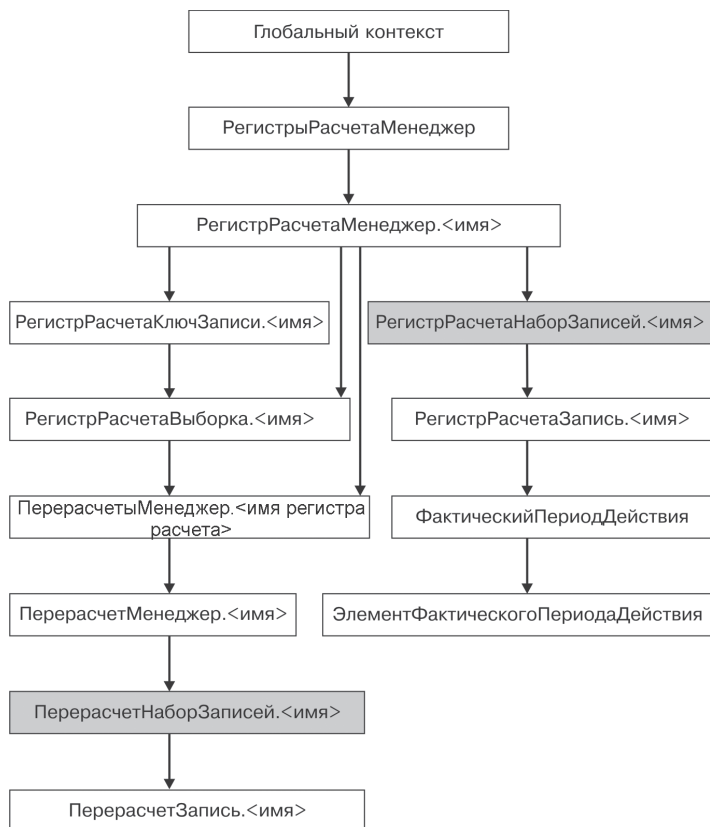 Глобальный контекст
РегистрыРасчетаМенеджер
РегистрРасчетаМенеджер.<имя>
РегистрРасчетаКлючЗаписи.<имя>
РегистрРасчетаНаборЗаписей.<имя>
РегистрРасчетаВыборка.<имя>
РегистрРасчетаЗапись.<имя>
ПерерасчетыМенеджер.<имя регистра
расчета>
ФактическийПериодДействия
ПерерасчетМенеджер.<имя>
ЭлементФактическогоПериодаДействия
ПерерасчетНаборЗаписей.<имя>
ПерерасчетЗапись.<имя>